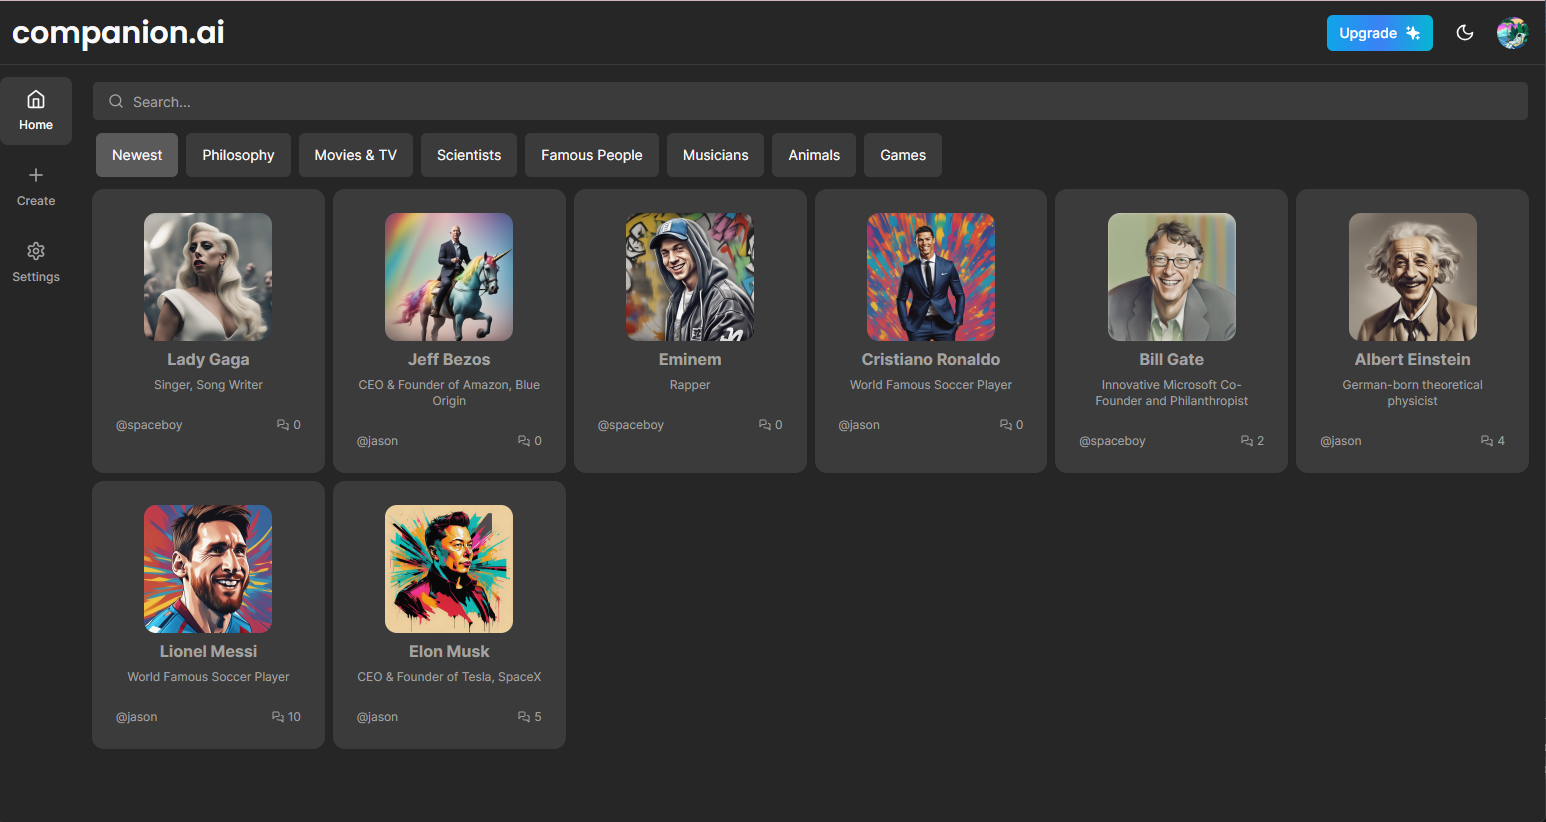 companion.ai
Upgrade
Home
Create
Settings
Search...
Newest
Philosophy
Movies & TV
Scientists
Famous People
Musicians
Animals
Games
Lady Gaga
Singer, Song Writer
@spaceboy
0
Jeff Bezos
CEO & Founder of Amazon, Blue
Origin
@jason
0
Eminem
Rapper
@spaceboy
0
Cristiano Ronaldo
World Famous Soccer Player
@jason
0
Bill Gate
Innovative Microsoft Co-
Founder and Philanthropist
@spaceboy
2
Albert Einstein
German-born theoretical
physicist
@jason
4
Lionel Messi
World Famous Soccer Player
@jason
10
Elon Musk
CEO & Founder of Tesla, SpaceX
@jason
5